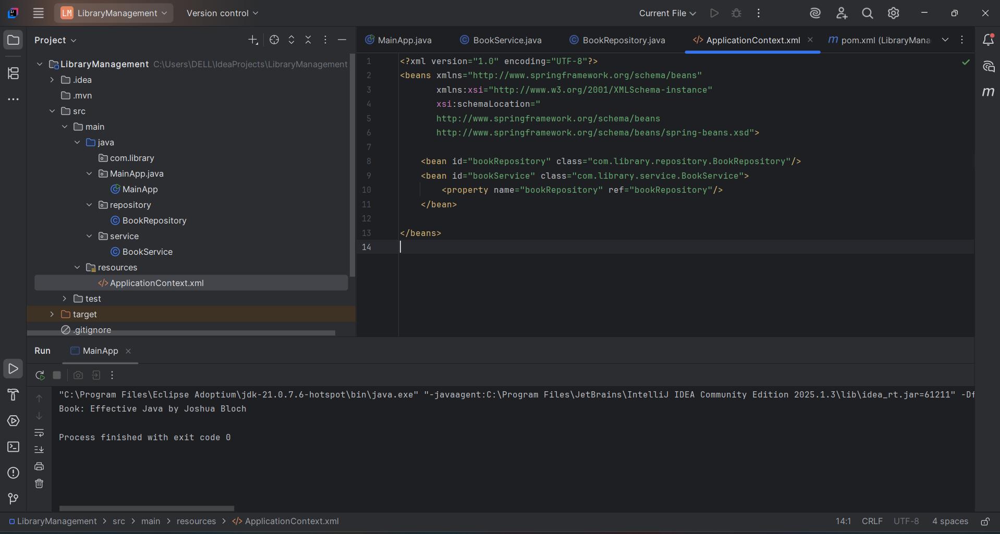 LM LibraryManagement Version control Current File
Project
LibraryManagement C:\Users\DELL\IdeaProjects\LibraryManagement
.idea
.mvn
src
main
java
com.library
MainApp.java
MainApp
repository
BookRepository
service
BookService
resources
ApplicationContext.xml
test
target
.gitignore
MainApp.java BookService.java BookRepository.java ApplicationContext.xml pom.xml (LibraryMana
1 <?xml version="1.0" encoding="UTF-8"?>
2 <beans xmlns="http://www.springframework.org/schema/beans"
3 xmlns:xsi="http://www.w3.org/2001/XMLSchema-instance"
4 xsi:schemaLocation="
5 http://www.springframework.org/schema/beans
6 http://www.springframework.org/schema/beans/spring-beans.xsd">
7
8 <bean id="bookRepository" class="com.library.repository.BookRepository"/>
9 <bean id="bookService" class="com.library.service.BookService">
10 <property name="bookRepository" ref="bookRepository"/>
11 </bean>
12
13 </beans>
14
Run MainApp
"C:\Program Files\Eclipse Adoptium\jdk-21.0.7.6-hotspot\bin\java.exe" "-javaagent:C:\Program Files\JetBrains\IntelliJ IDEA Community Edition 2025.1.3\lib\idea_rt.jar=61211" -Df
Book: Effective Java by Joshua Bloch
Process finished with exit code 0
LibraryManagement > src > main > resources > ApplicationContext.xml 14:1 CRLF UTF-8 4 spaces